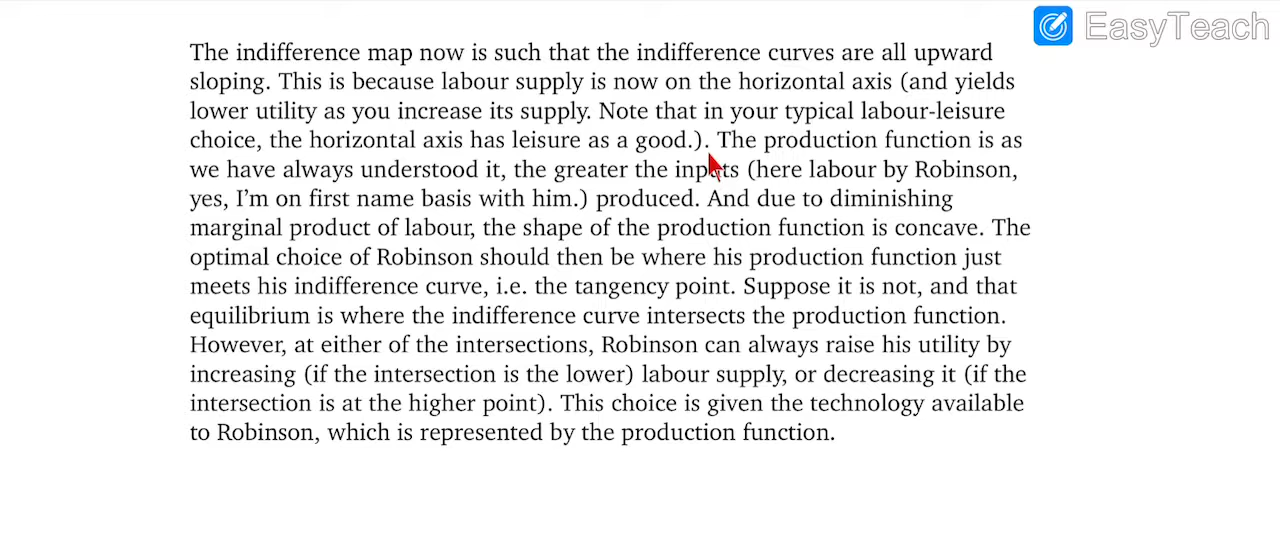 EasyTeach
The indifference map now is such that the indifference curves are all upward
sloping. This is because labour supply is now on the horizontal axis (and yields
lower utility as you increase its supply. Note that in your typical labour-leisure
choice, the horizontal axis has leisure as a good.). The production function is as
we have always understood it, the greater the inputs (here labour by Robinson,
yes, I'm on first name basis with him.) produced. And due to diminishing
marginal product of labour, the shape of the production function is concave. The
optimal choice of Robinson should then be where his production function just
meets his indifference curve, i.e. the tangency point. Suppose it is not, and that
equilibrium is where the indifference curve intersects the production function.
However, at either of the intersections, Robinson can always raise his utility by
increasing (if the intersection is the lower) labour supply, or decreasing it (if the
intersection is at the higher point). This choice is given the technology available
to Robinson, which is represented by the production function.